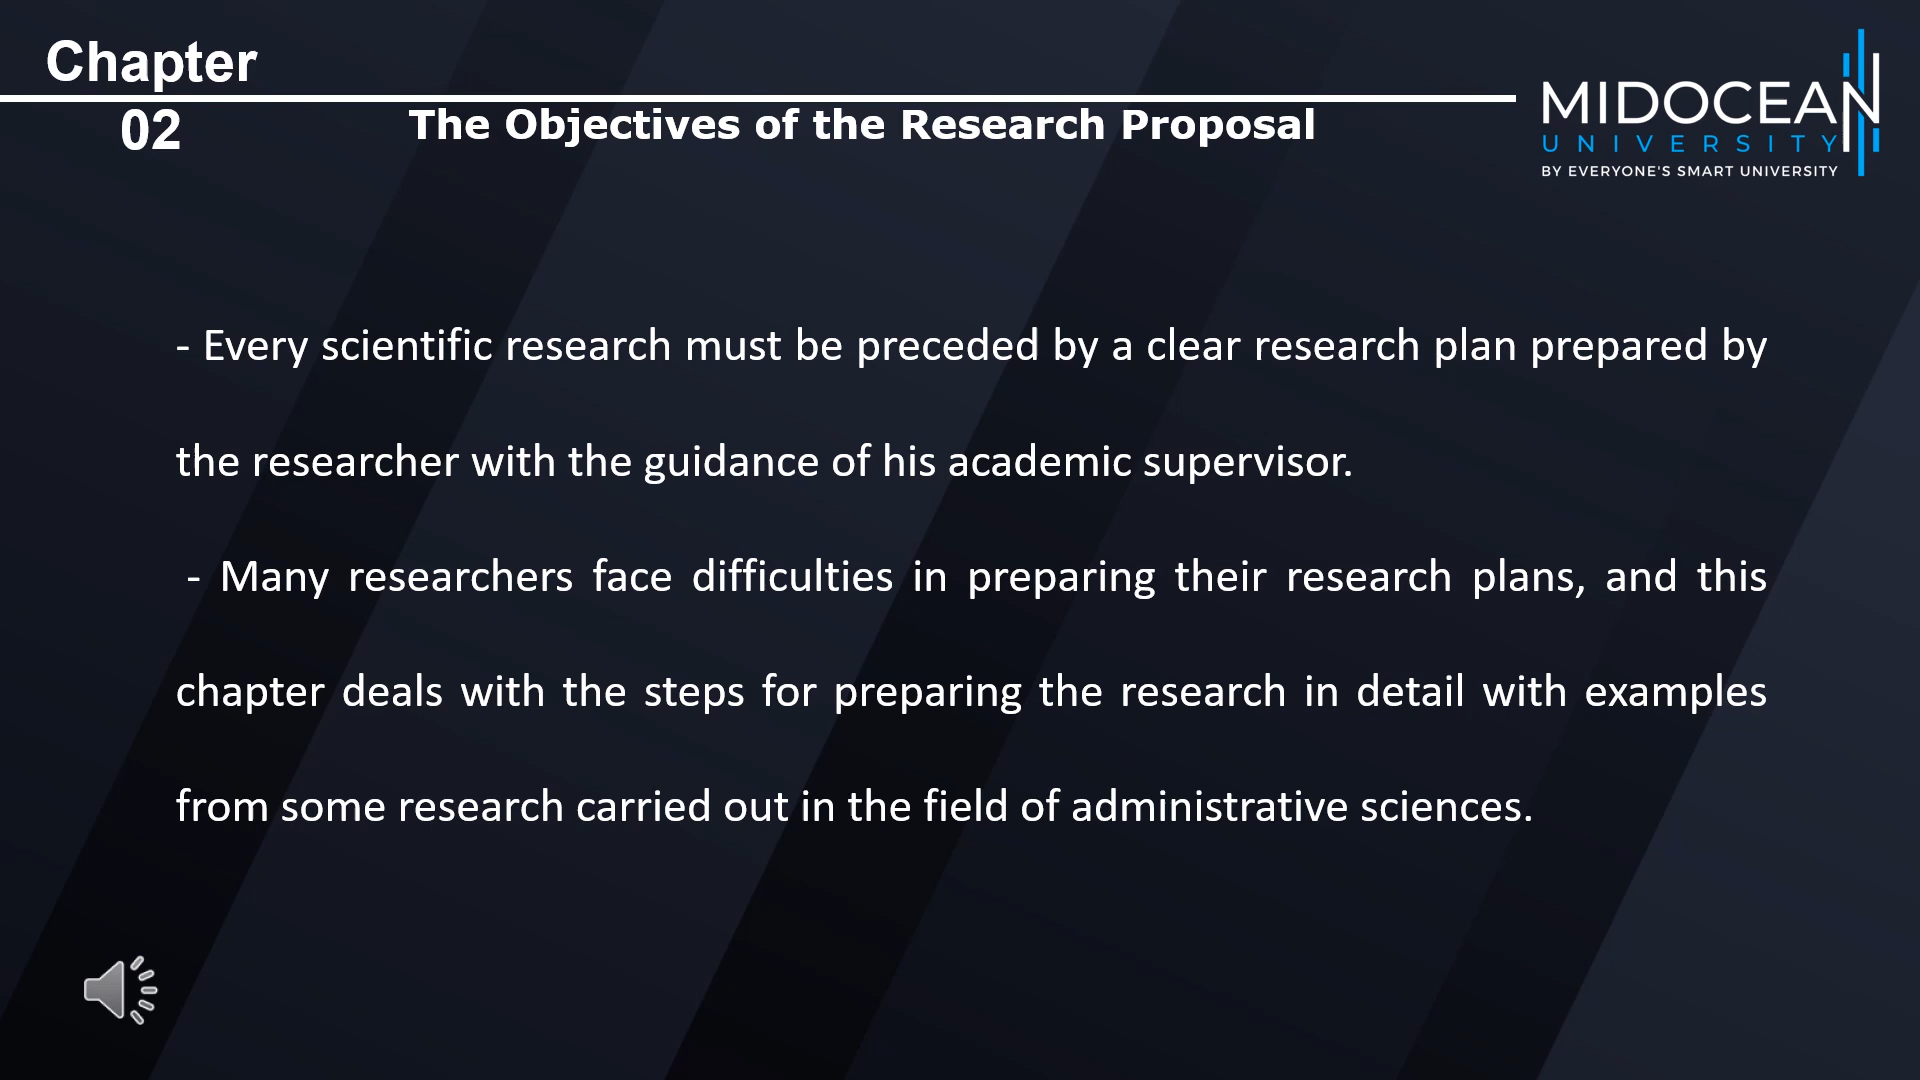 Chapter
02
The Objectives of the Research Proposal
MIDOCEAN
UNIVERSITY
BY EVERYONE'S SMART UNIVERSITY
- Every scientific research must be preceded by a clear research plan prepared by
the researcher with the guidance of his academic supervisor.
- Many researchers face difficulties in preparing their research plans, and this
chapter deals with the steps for preparing the research in detail with examples
from some research carried out in the field of administrative sciences.